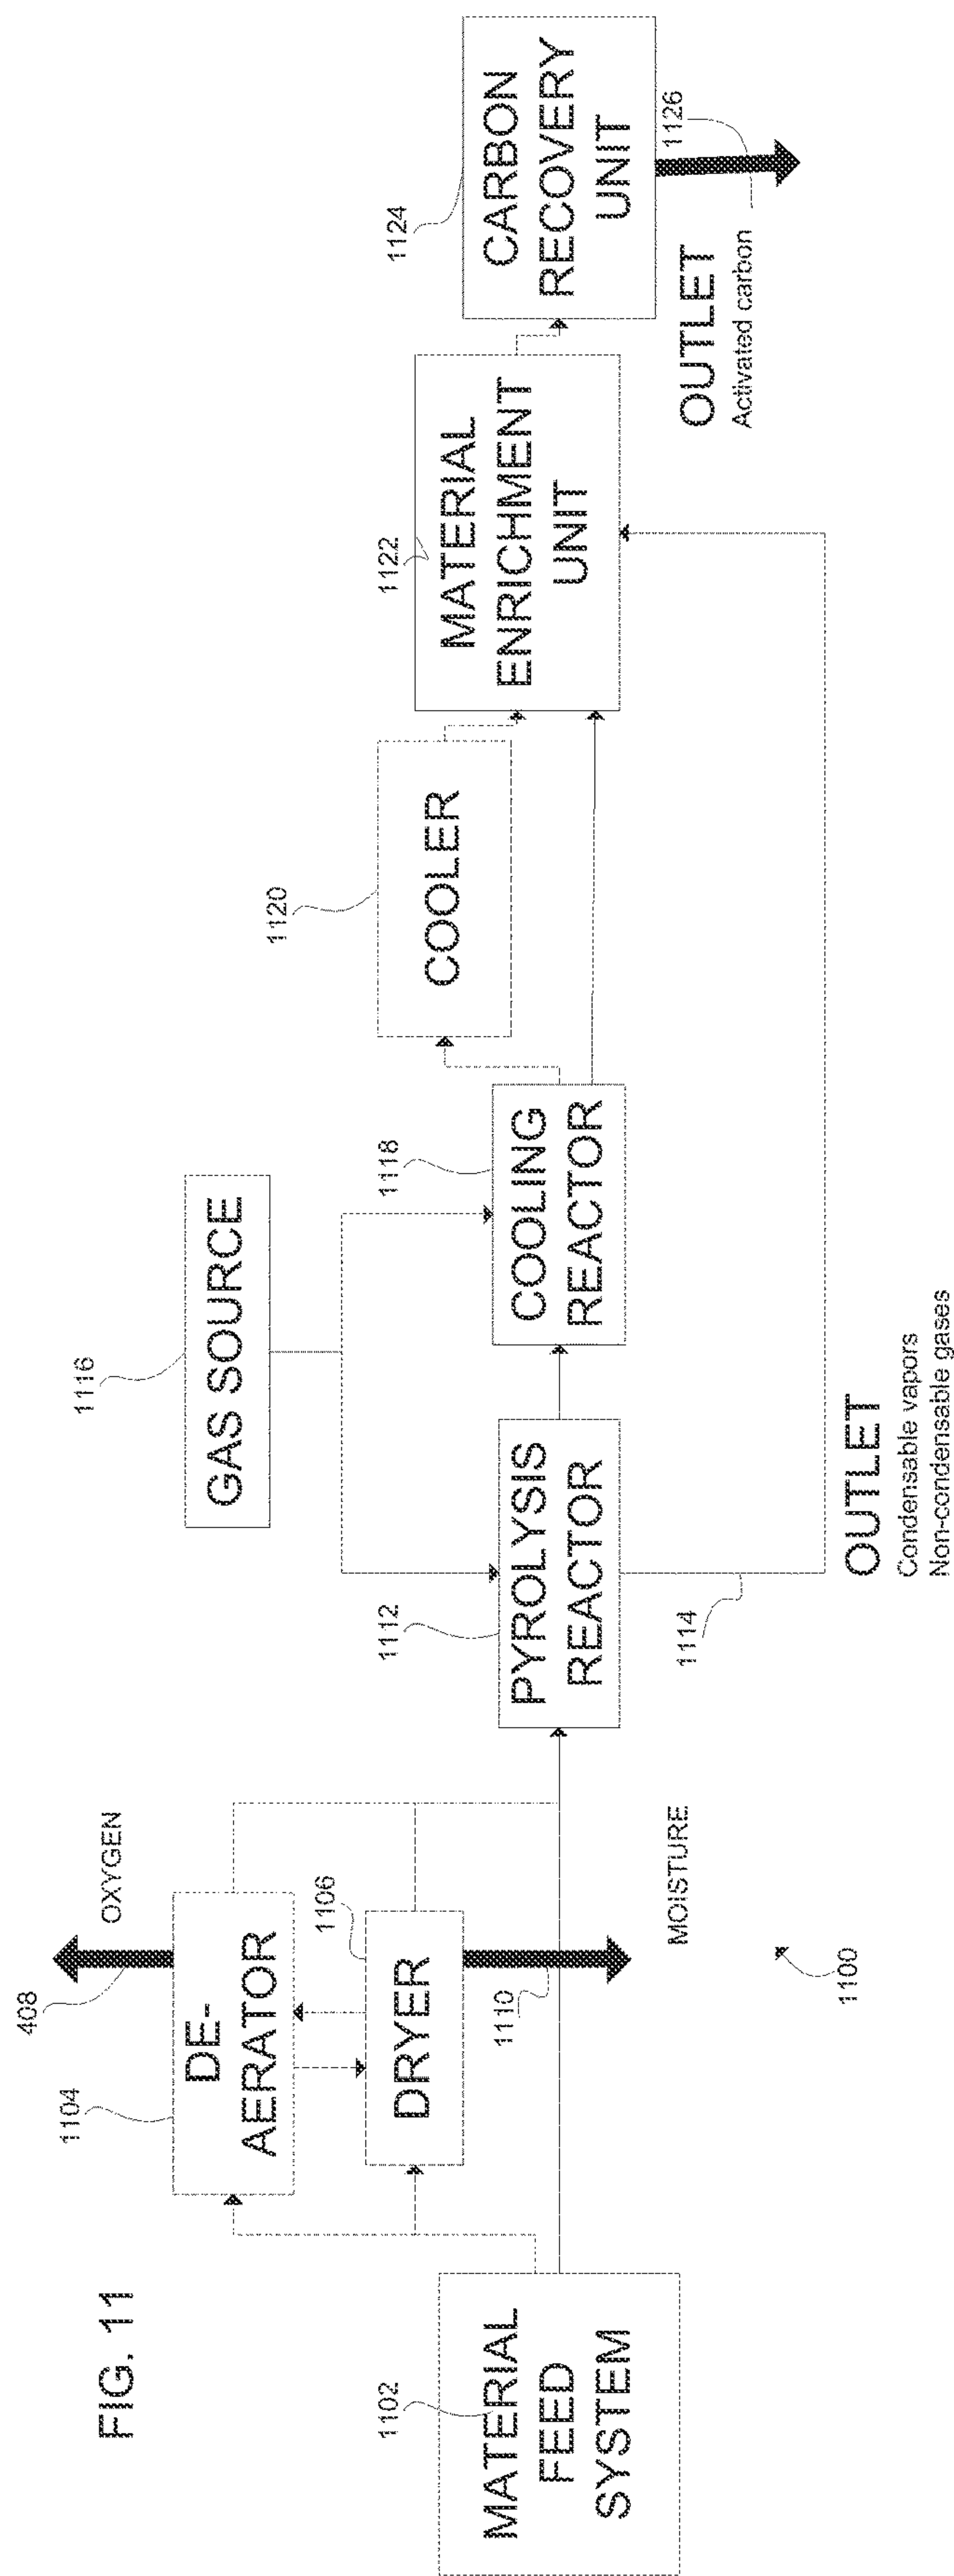 FIG. 11
1102
MATERIAL
FEED
SYSTEM
1104
DE-
AERATOR
408
OXYGEN
1106
DRYER
1110
MOISTURE
1100
1112
PYROLYSIS
REACTOR
1114
OUTLET
Condensable vapors
Non-condensable gases
1116
GAS SOURCE
1118
COOLING
REACTOR
1120
COOLER
1122
MATERIAL
ENRICHMENT
UNIT
1124
CARBON
RECOVERY
UNIT
1126
OUTLET
Activated carbon